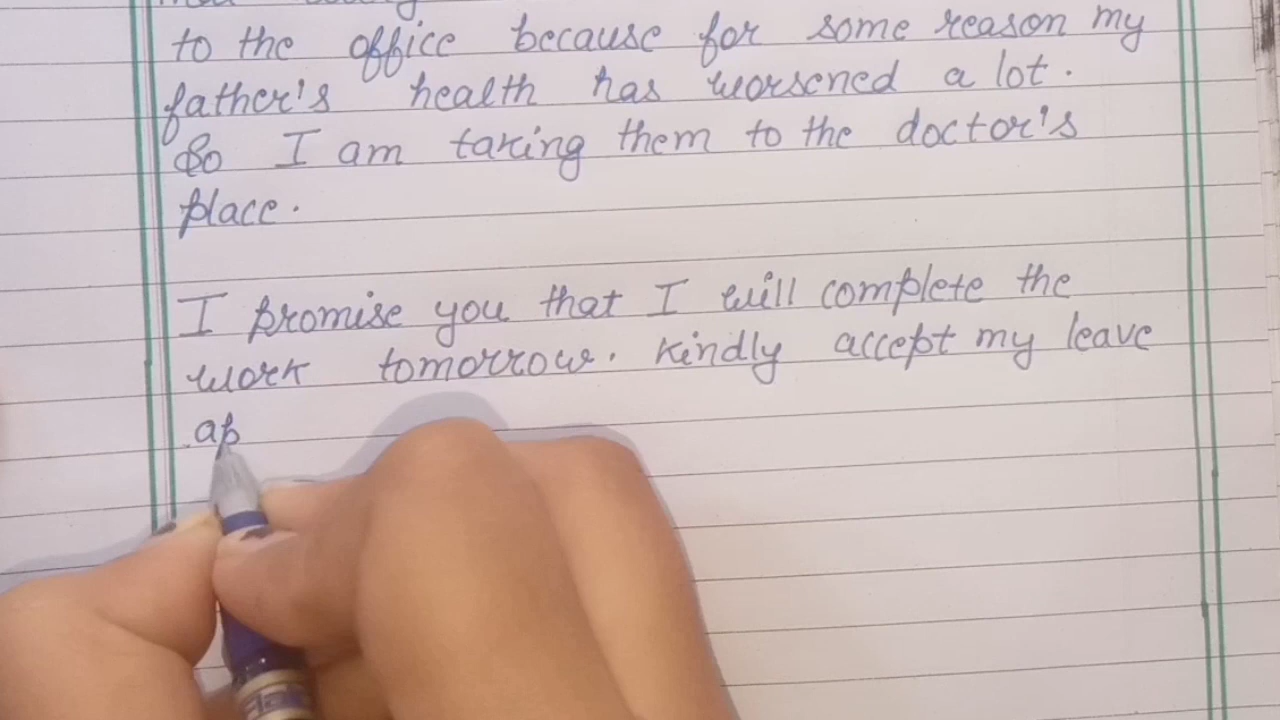 to the office because for some reason my
father's health has worsened a lot.
So I am taking them to the doctor's
place.
I promise you that I will complete the
work tomorrow. Kindly accept my leave
ap